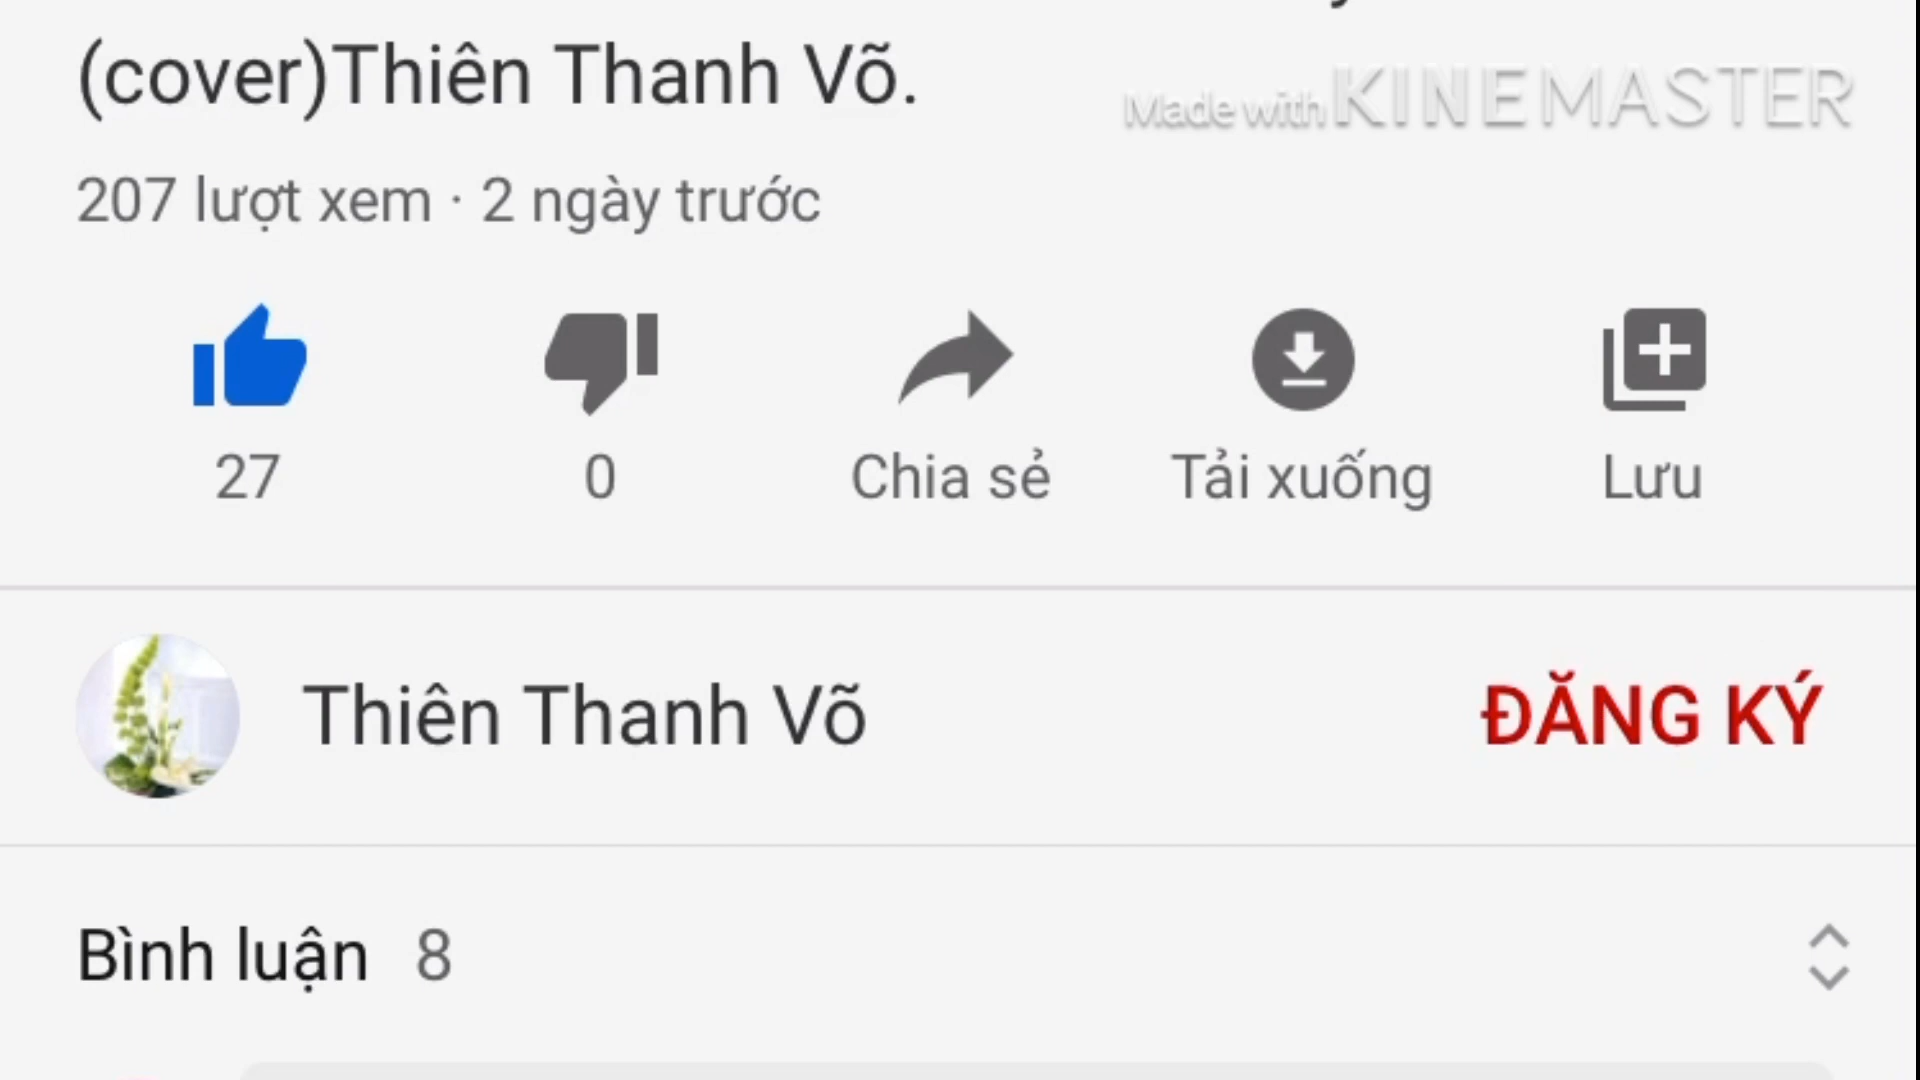 (cover)Thiên Thanh Võ.
Made with KINEMASTER
207 lượt xem · 2 ngày trước
27
0
Chia sẻ
Tải xuống
Lưu
Thiên Thanh Võ
ĐĂNG KÝ
Bình luận 8